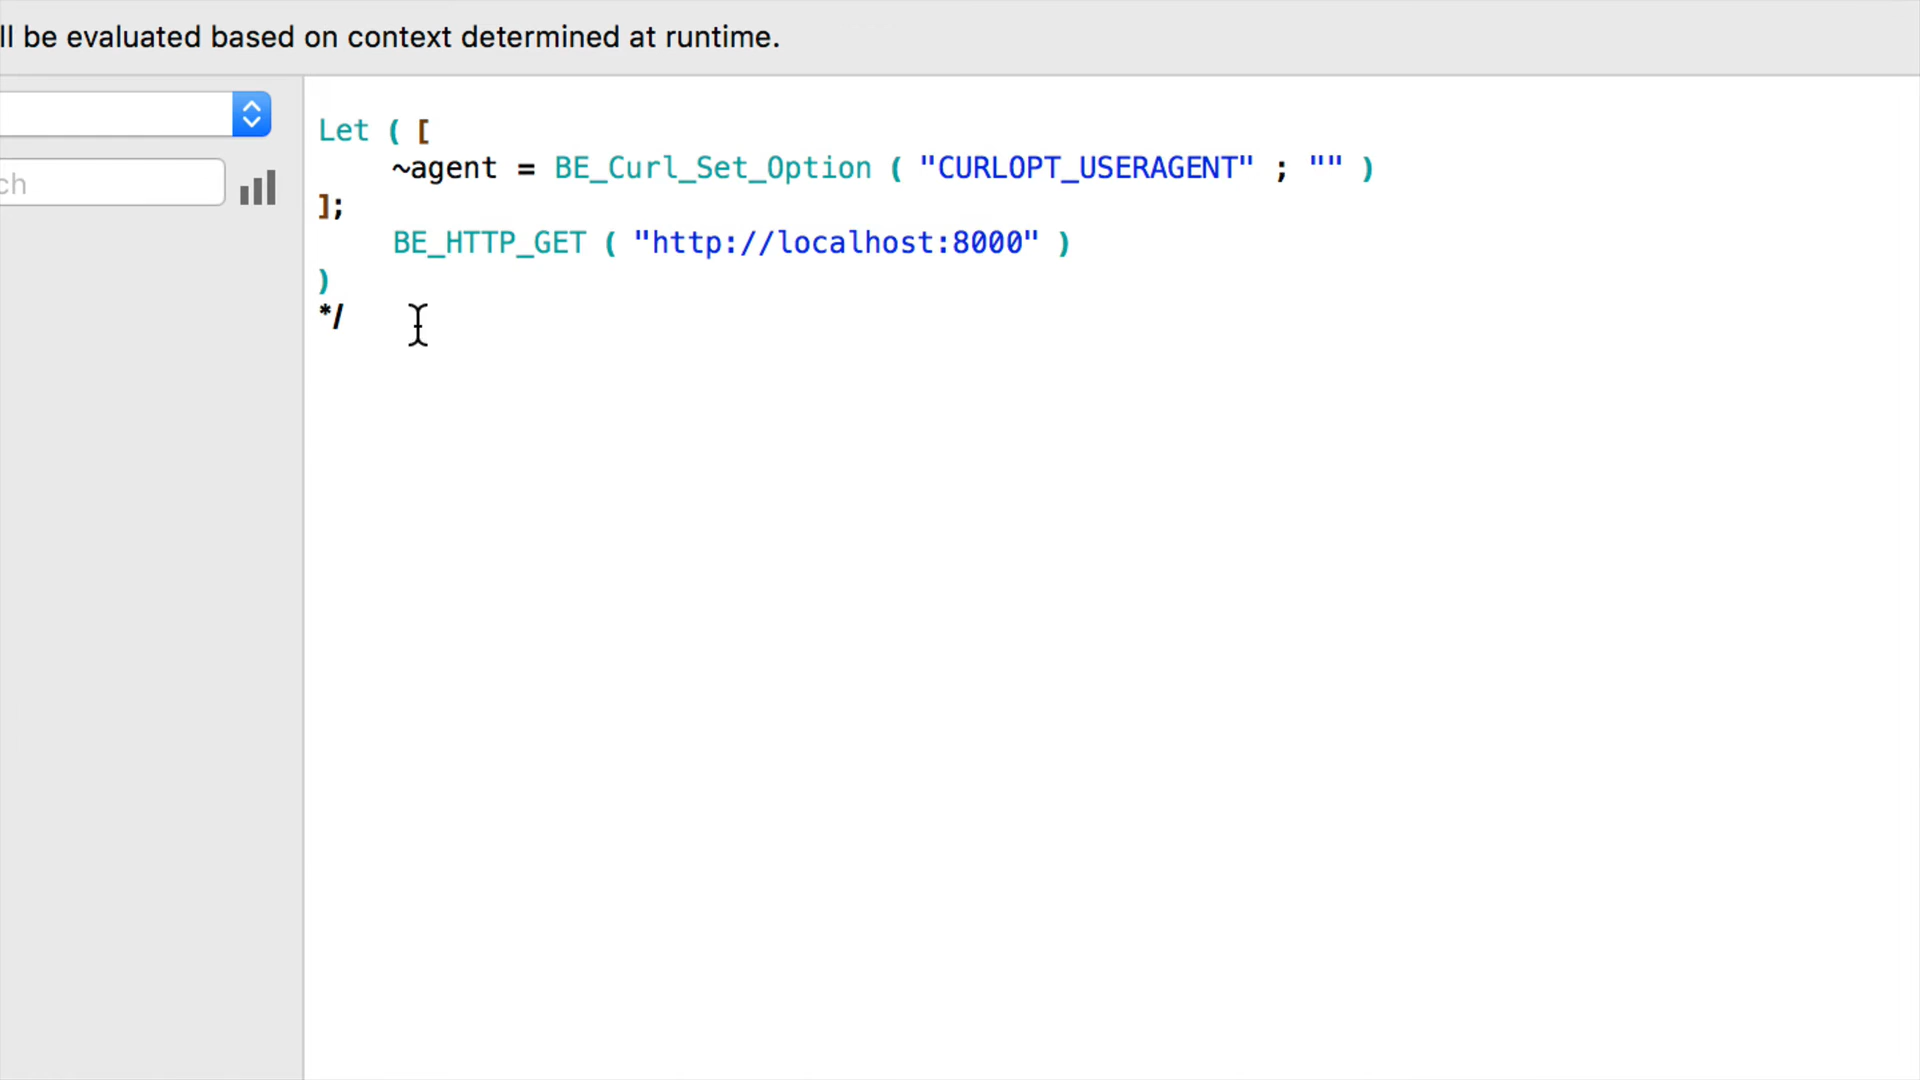 ll be evaluated based on context determined at runtime.
ch
Let ( [
~agent = BE_Curl_Set_Option ( "CURLOPT_USERAGENT" ; "" )
];
BE_HTTP_GET ( "http://localhost:8000" )
)
*/